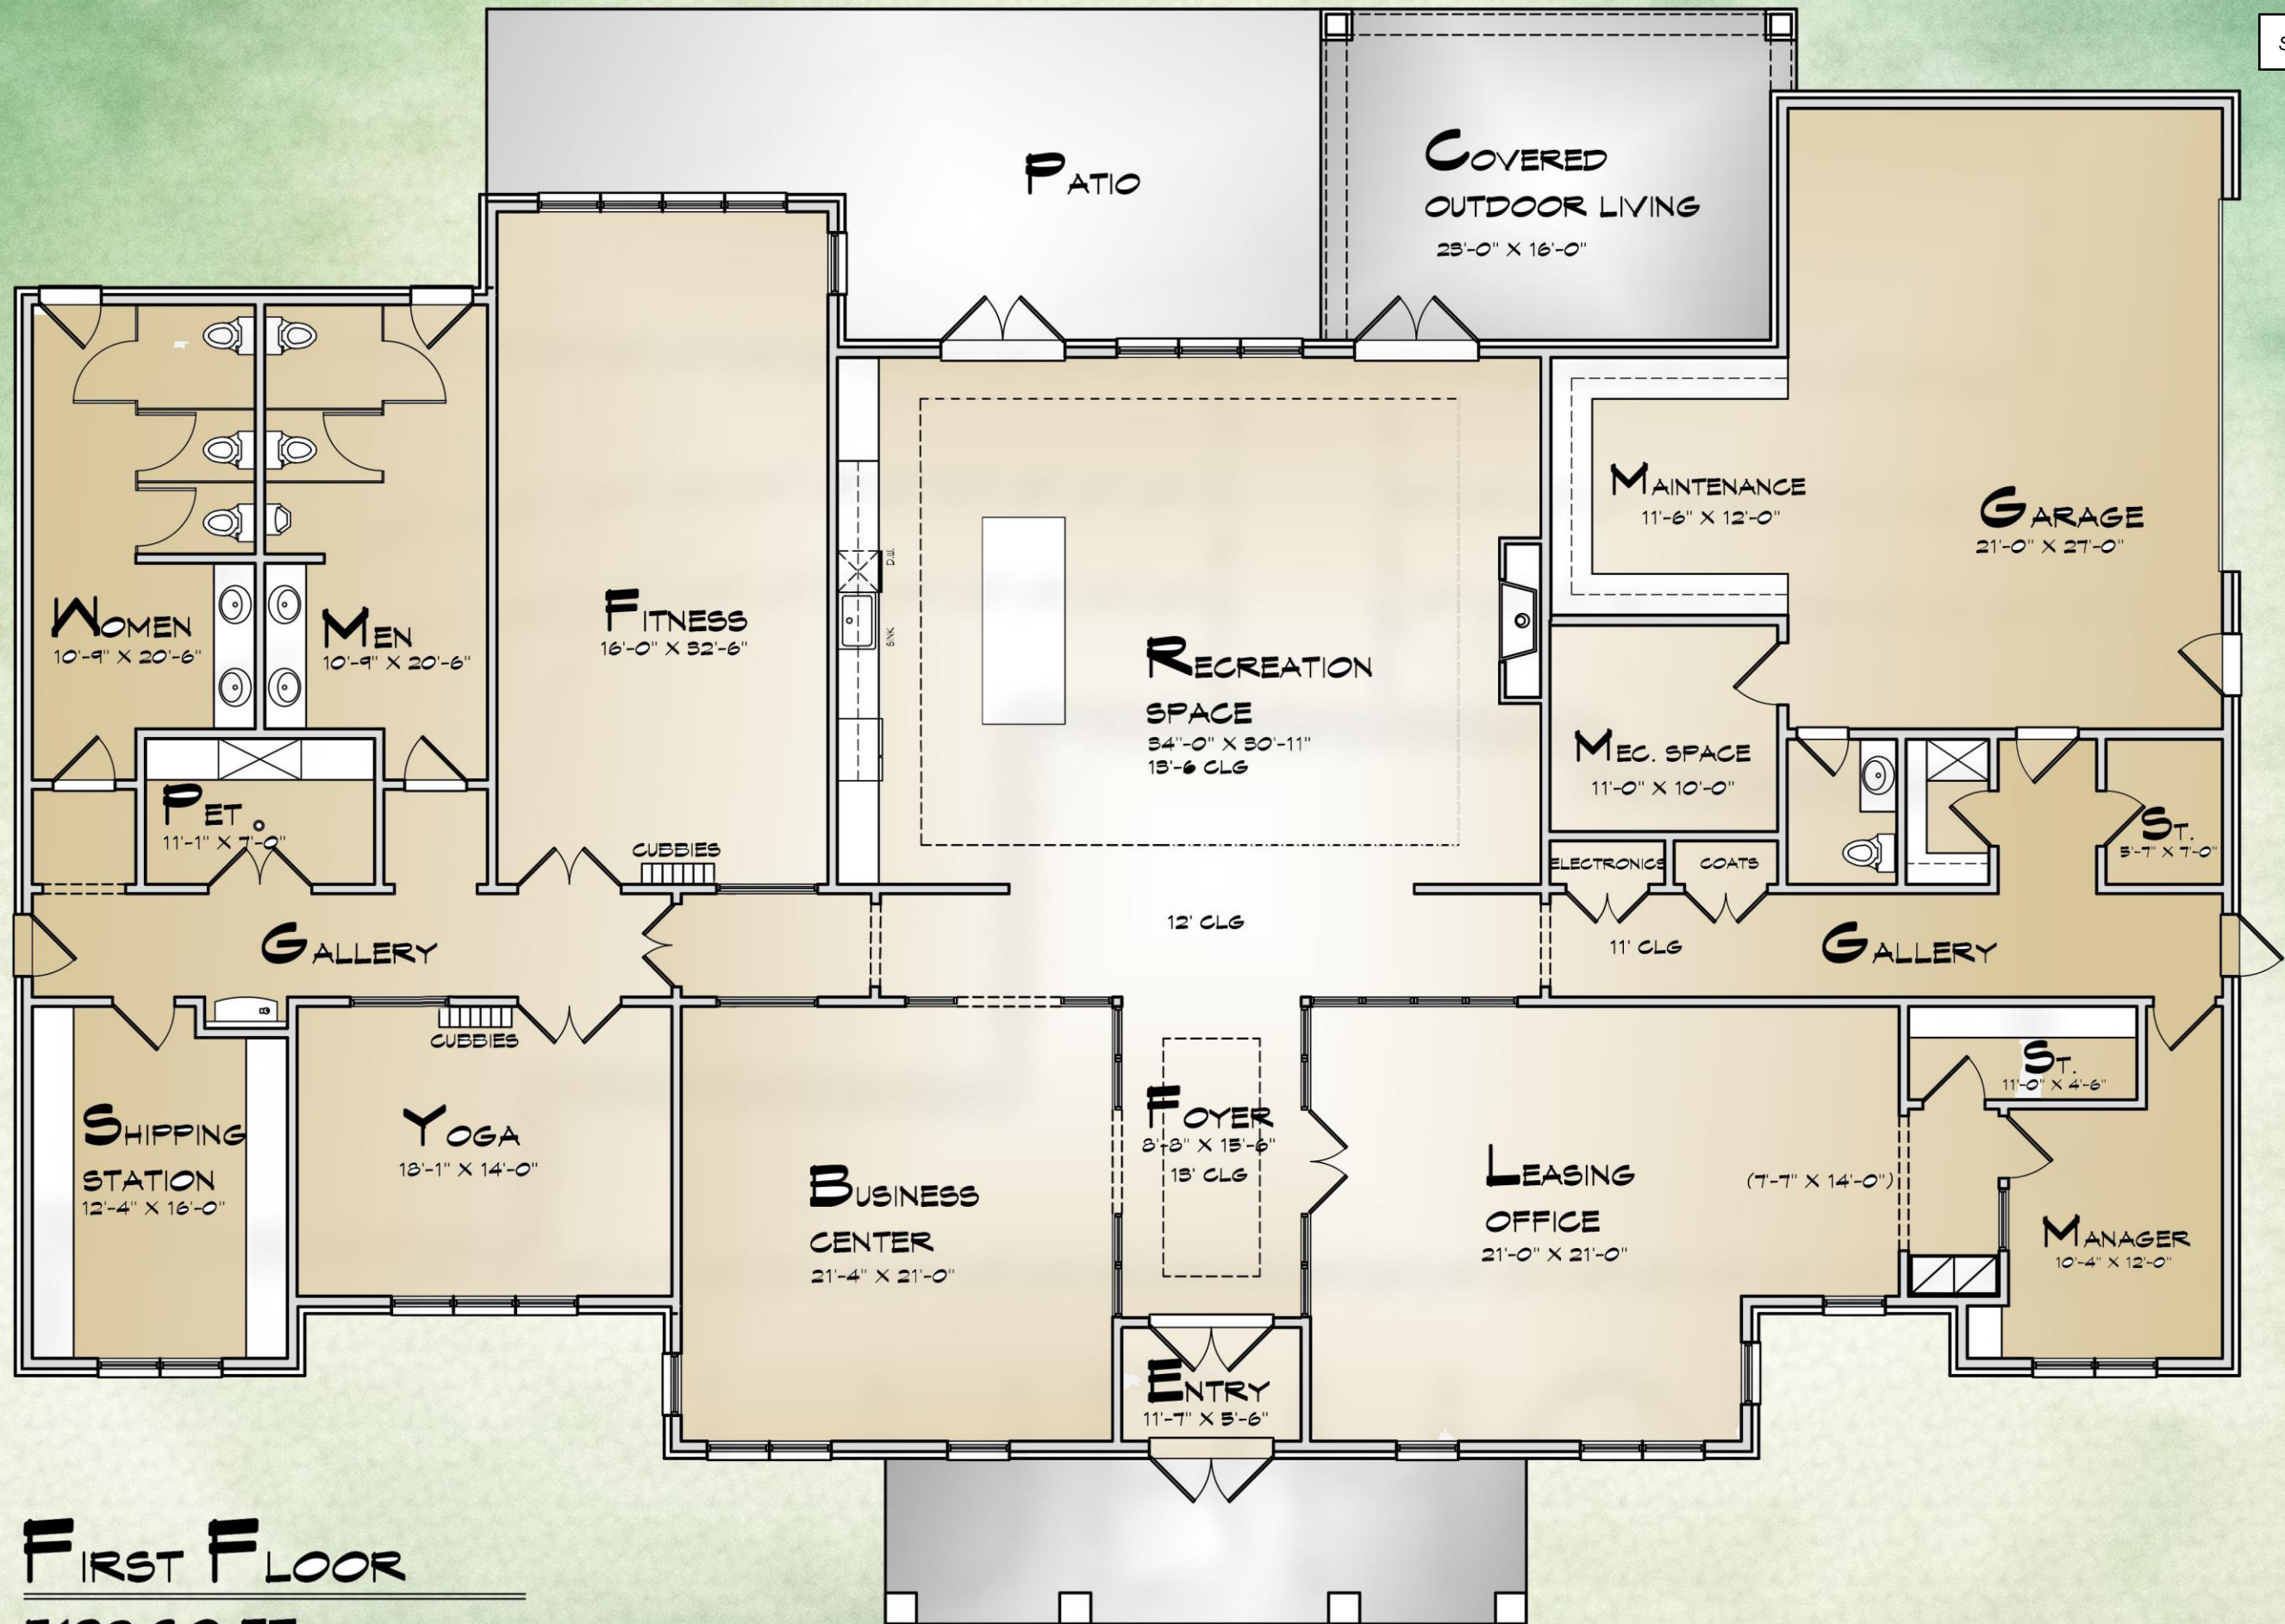 PATIO
COVERED
OUTDOOR LIVING
23'-0" X 16'-0"
WOMEN
10'-9" X 20'-6"
MEN
10'-9" X 20'-6"
FITNESS
16'-0" X 32'-6"
CUBBIES
D.W.
SINK
RECREATION
SPACE
34"-0" X 30'-11"
13'-6 CLG
MAINTENANCE
11'-6" X 12'-0"
GARAGE
21'-0" X 27'-0"
MEC. SPACE
11'-0" X 10'-0"
PET
11'-1" X 7'-0"
ELECTRONICS
COATS
ST.
5'-7" X 7'-0"
GALLERY
12' CLG
11' CLG
GALLERY
CUBBIES
SHIPPING
STATION
12'-4" X 16'-0"
YOGA
18'-1" X 14'-0"
BUSINESS
CENTER
21'-4" X 21'-0"
FOYER
8'-8" X 15'-6"
13' CLG
LEASING
OFFICE
21'-0" X 21'-0"
(7'-7" X 14'-0")
ST.
11'-0" X 4'-6"
MANAGER
10'-4" X 12'-0"
ENTRY
11'-7" X 5'-6"
FIRST FLOOR